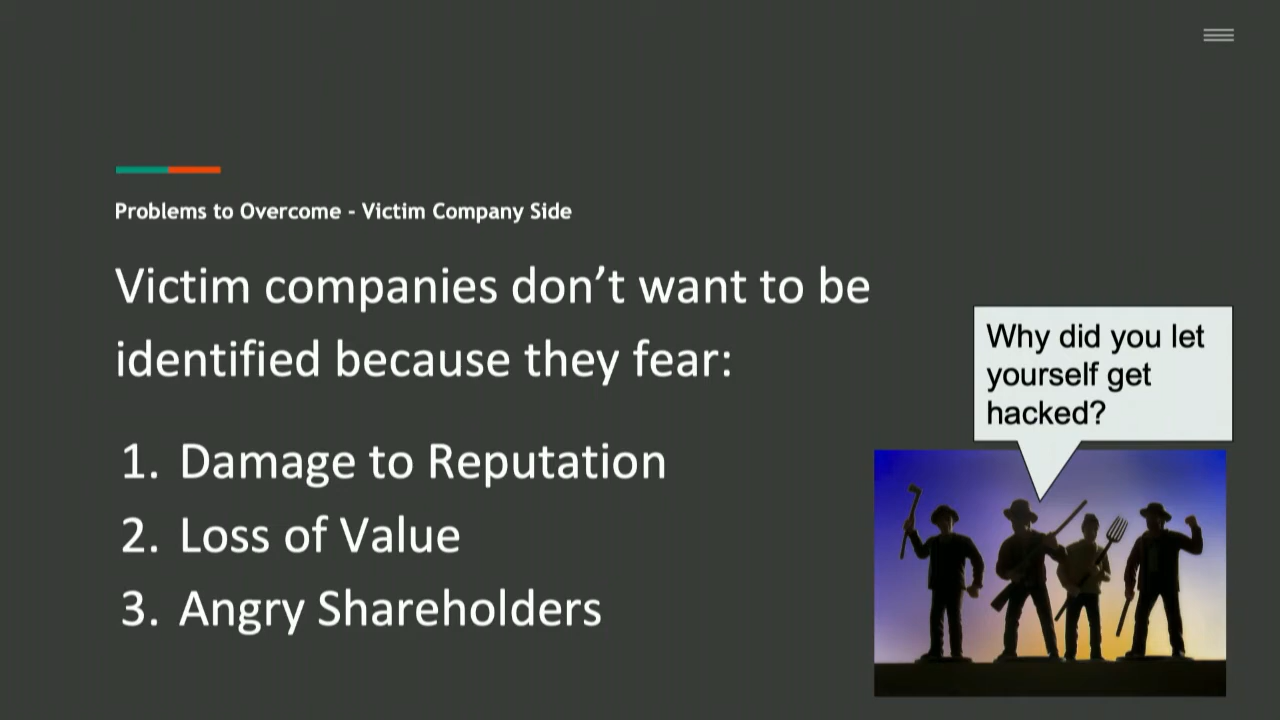 Problems to Overcome - Victim Company Side
Victim companies don’t want to be
identified because they fear:
1. Damage to Reputation
2. Loss of Value
3. Angry Shareholders
Why did you let
yourself get
hacked?